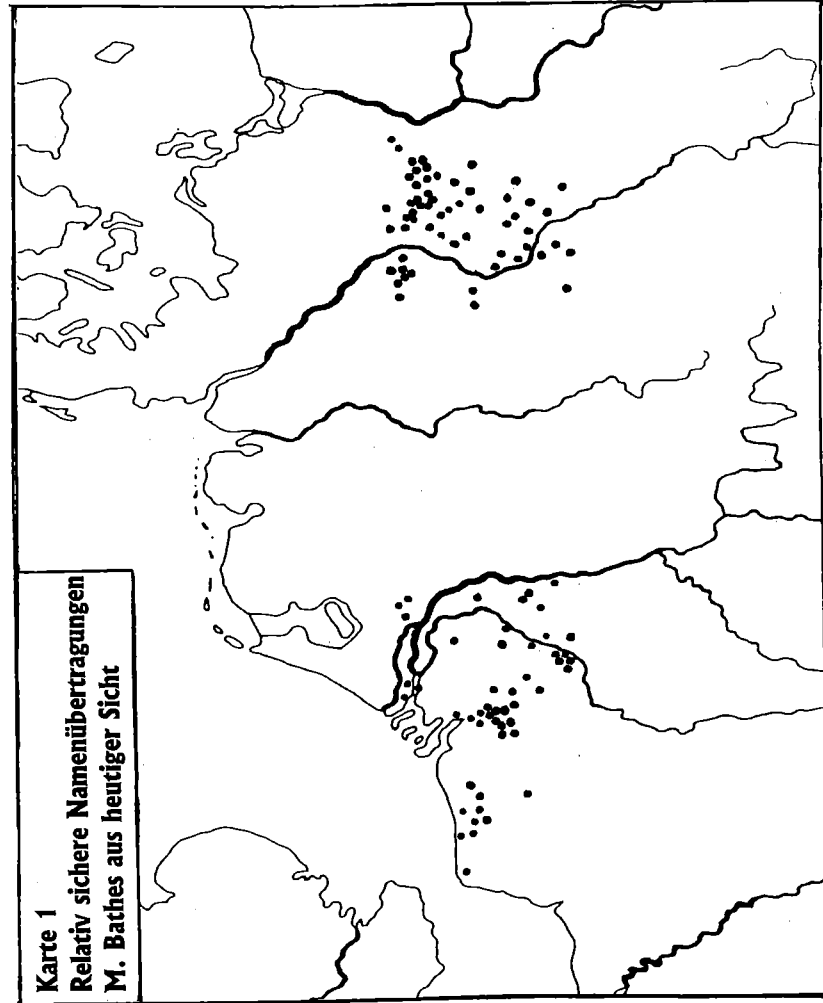 Karte 1
Relativ sichere Namenübertragungen
M. Bathes aus heutiger Sicht